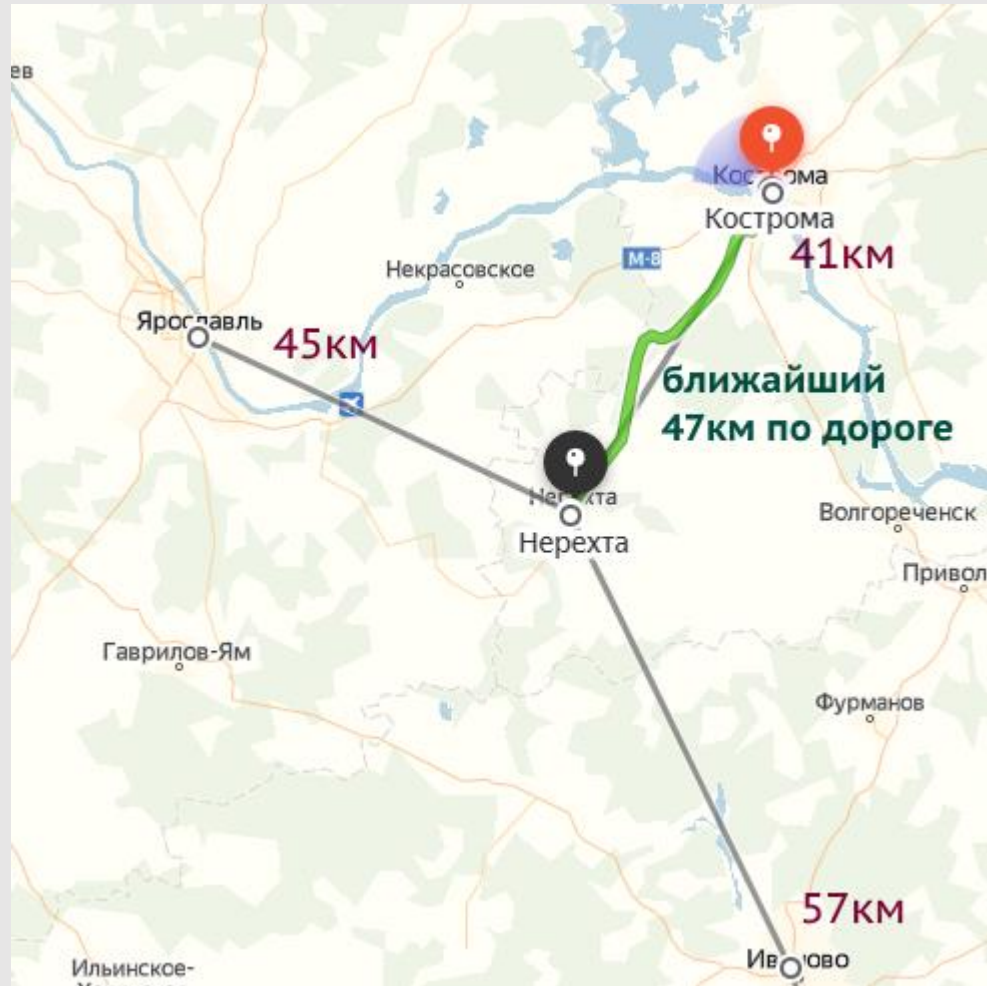 ев
Кострома
Кострома
41км
М-8
Некрасовское
Ярославль
45км
ближайший
47км по дороге
Нерехта
Нерехта
Волгореченск
Привол
Гаврилов-Ям
Фурманов
57км
Иваново
Ильинское-